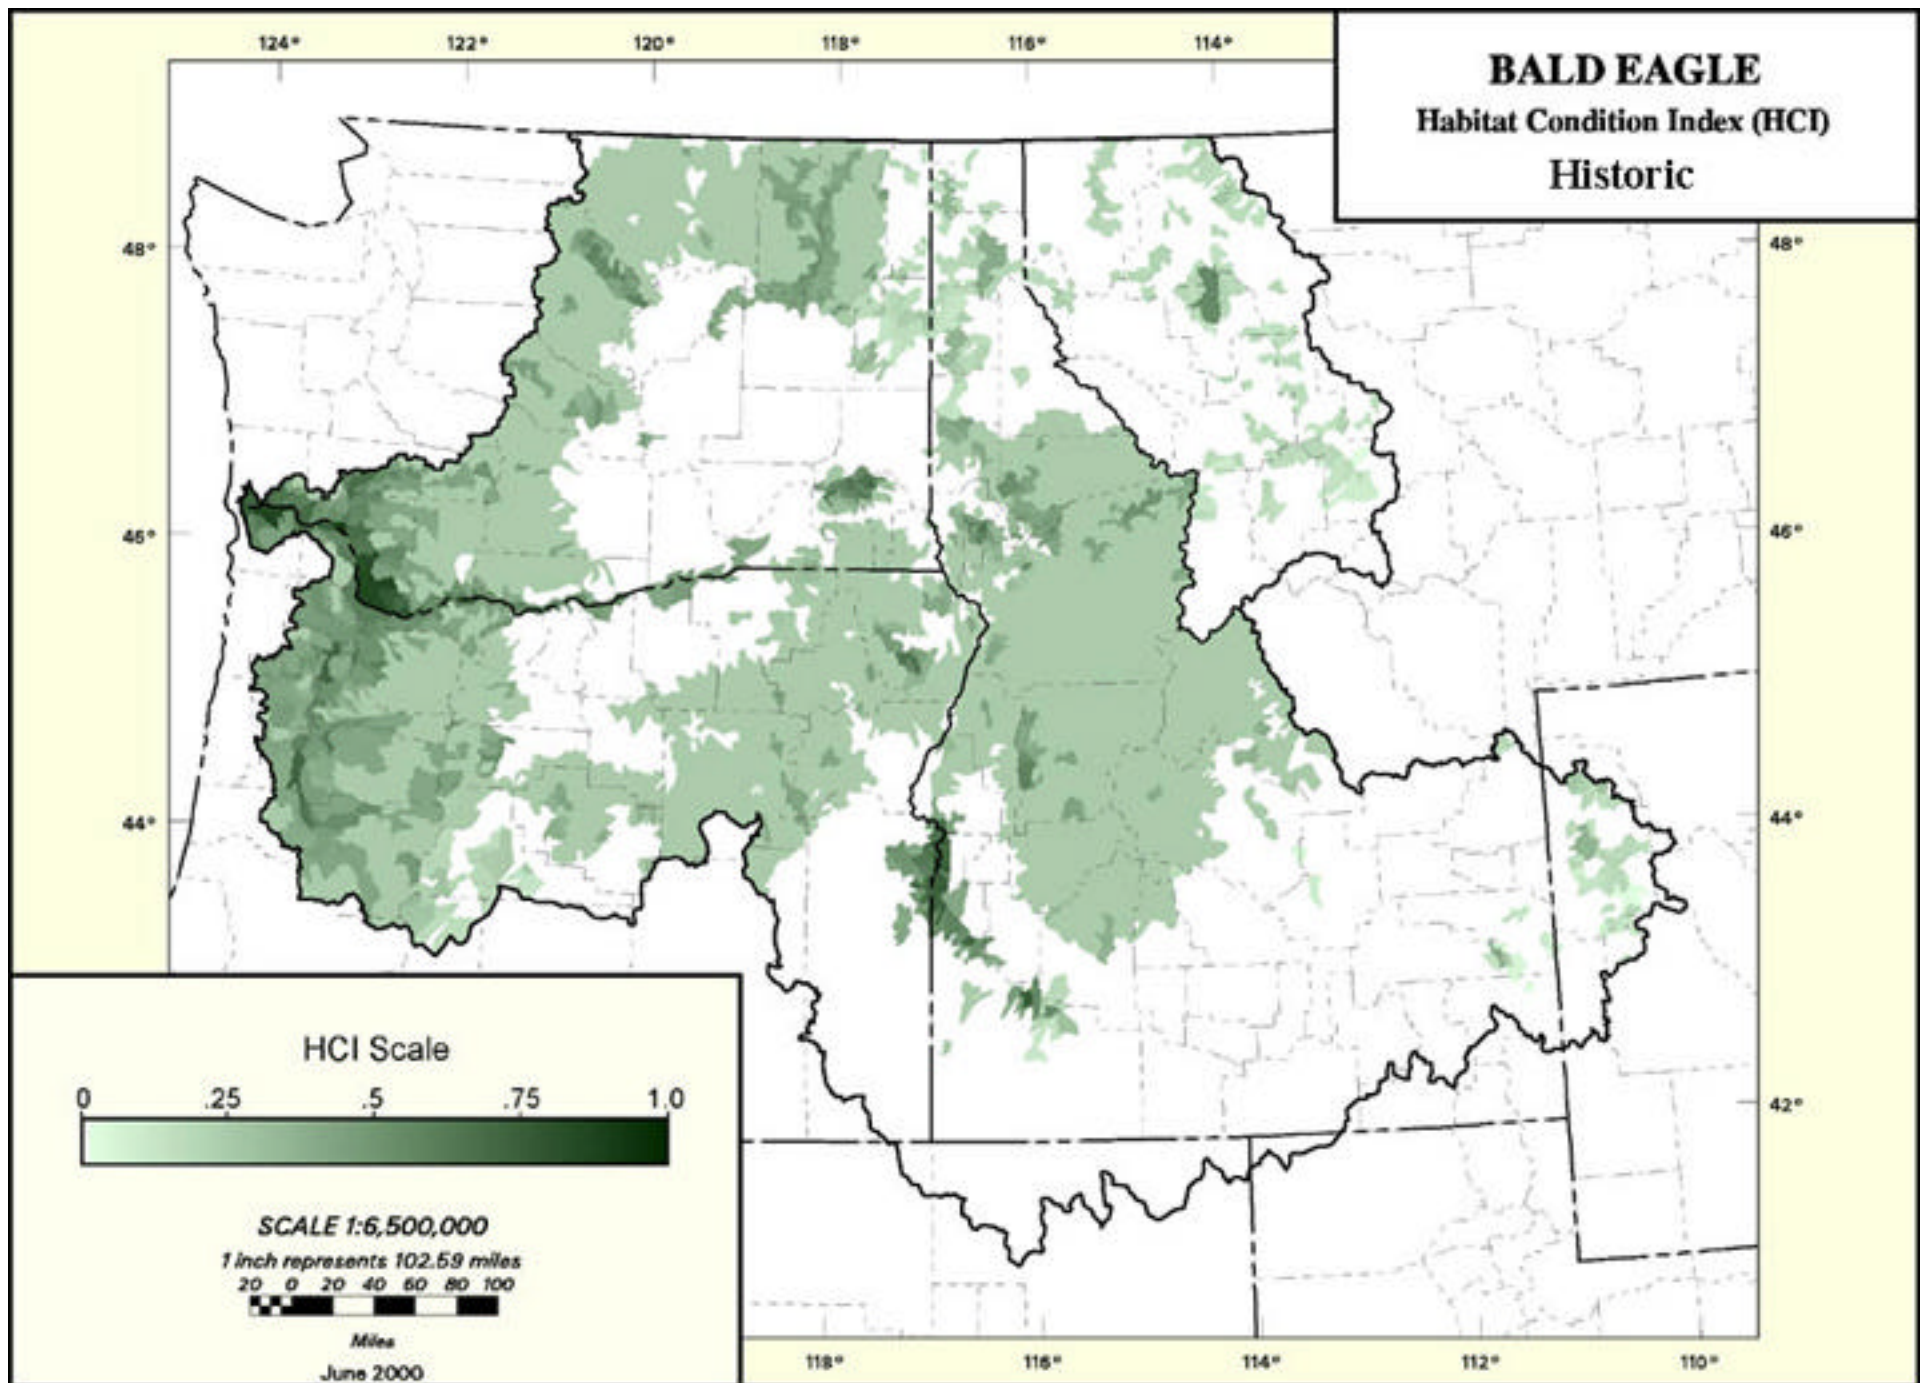 124° 122° 120° 118° 116° 114°
BALD EAGLE
Habitat Condition Index (HCI)
Historic
48° 48°
46° 46°
44° 44°
42°
HCI Scale
0 .25 .5 .75 1.0
SCALE 1:6,500,000
1 inch represents 102.59 miles
20 0 20 40 60 80 100
Miles
June 2000
118° 116° 114° 112° 110°